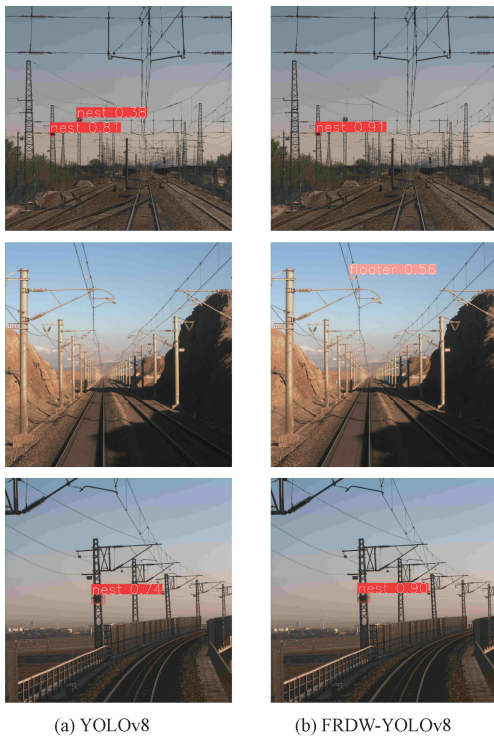 nest 0.38
nest 0.81
nest 0.91
floater 0.56
nest 0.74
nest 0.90
(a) YOLOv8
(b) FRDW-YOLOv8